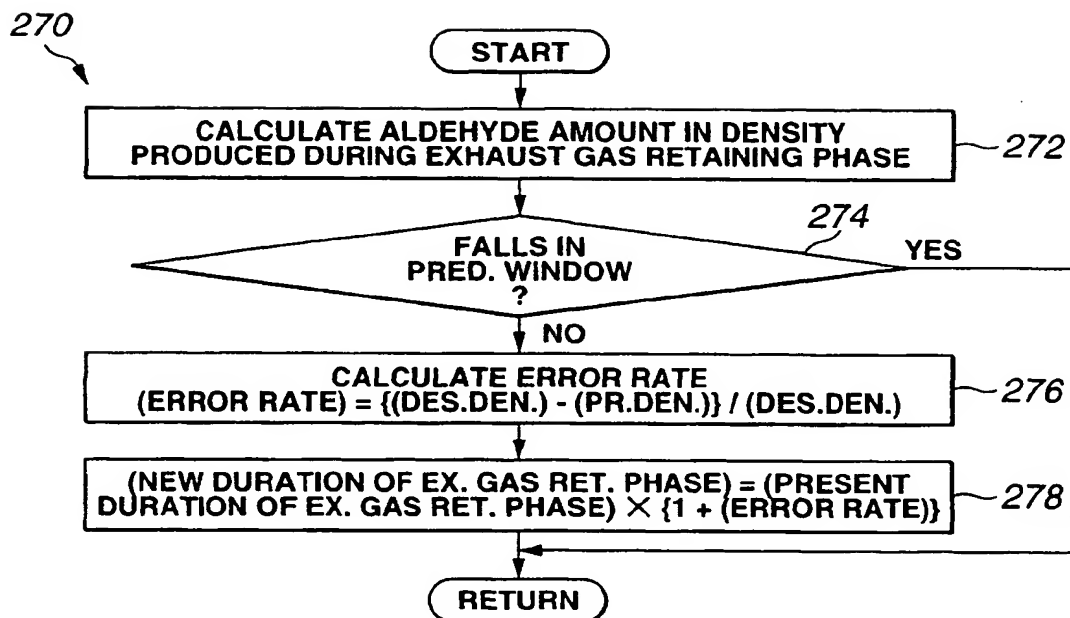 270
START
CALCULATE ALDEHYDE AMOUNT IN DENSITY
PRODUCED DURING EXHAUST GAS RETAINING PHASE
272
274
FALLS IN
PRED. WINDOW
?
YES
NO
CALCULATE ERROR RATE
(ERROR RATE) = {(DES.DEN.) - (PR.DEN.)} / (DES.DEN.)
276
(NEW DURATION OF EX. GAS RET. PHASE) = (PRESENT
DURATION OF EX. GAS RET. PHASE) × {1 + (ERROR RATE)}
278
RETURN